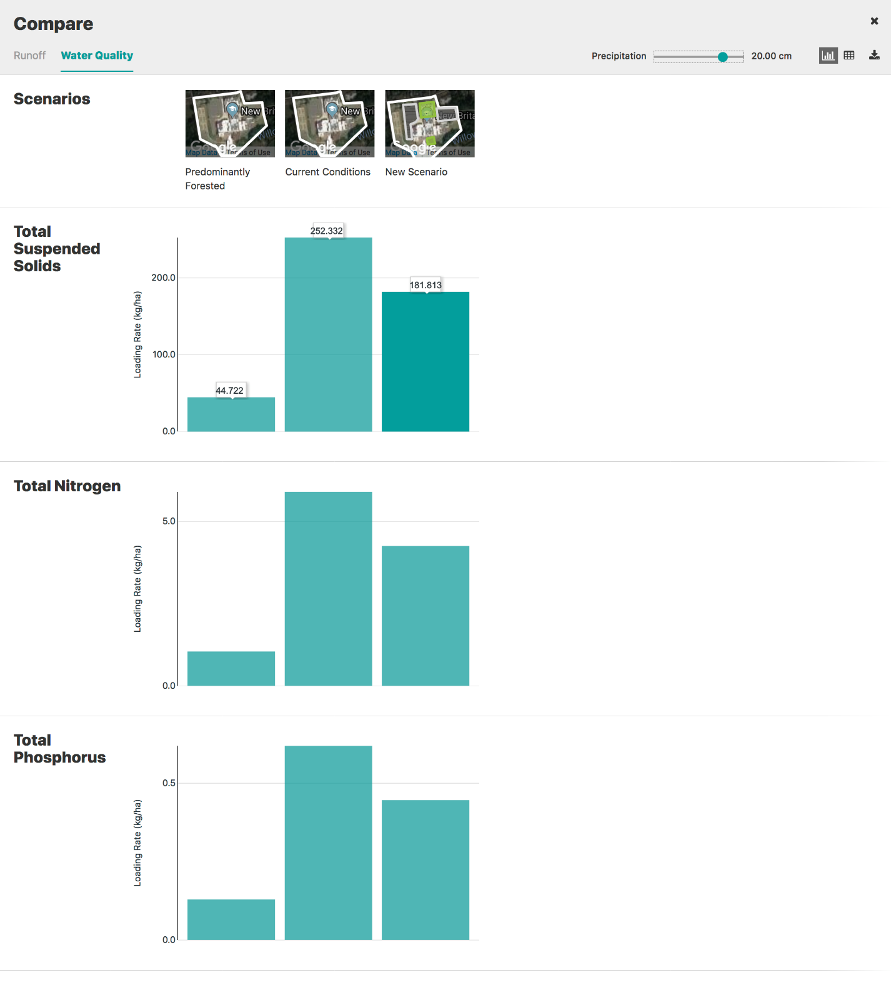 Compare
Runoff
Water Quality
Precipitation
20.00 cm
Scenarios
New Bri
Google
Map Data
Terms of Use
New Bri
Google
Map Data
Terms of Use
New Brita
Willo
Google
Map Data
Terms of Use
Predominantly
Forested
Current Conditions
New Scenario
Total
Suspended
Solids
Loading Rate (kg/ha)
200.0
100.0
0.0
44.722
252.332
181.813
Total Nitrogen
Loading Rate (kg/ha)
5.0
0.0
Total
Phosphorus
Loading Rate (kg/ha)
0.5
0.0